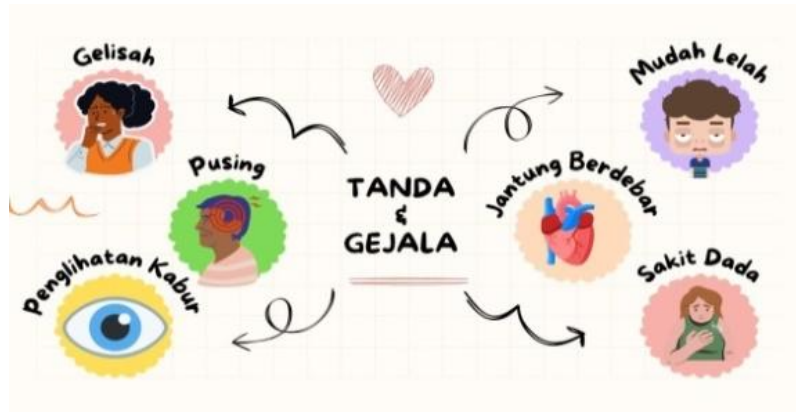 Gelisah
Pusing
Penglihatan Kabur
TANDA
&
GEJALA
Mudah Lelah
Jantung Berdebar
Sakit Dada